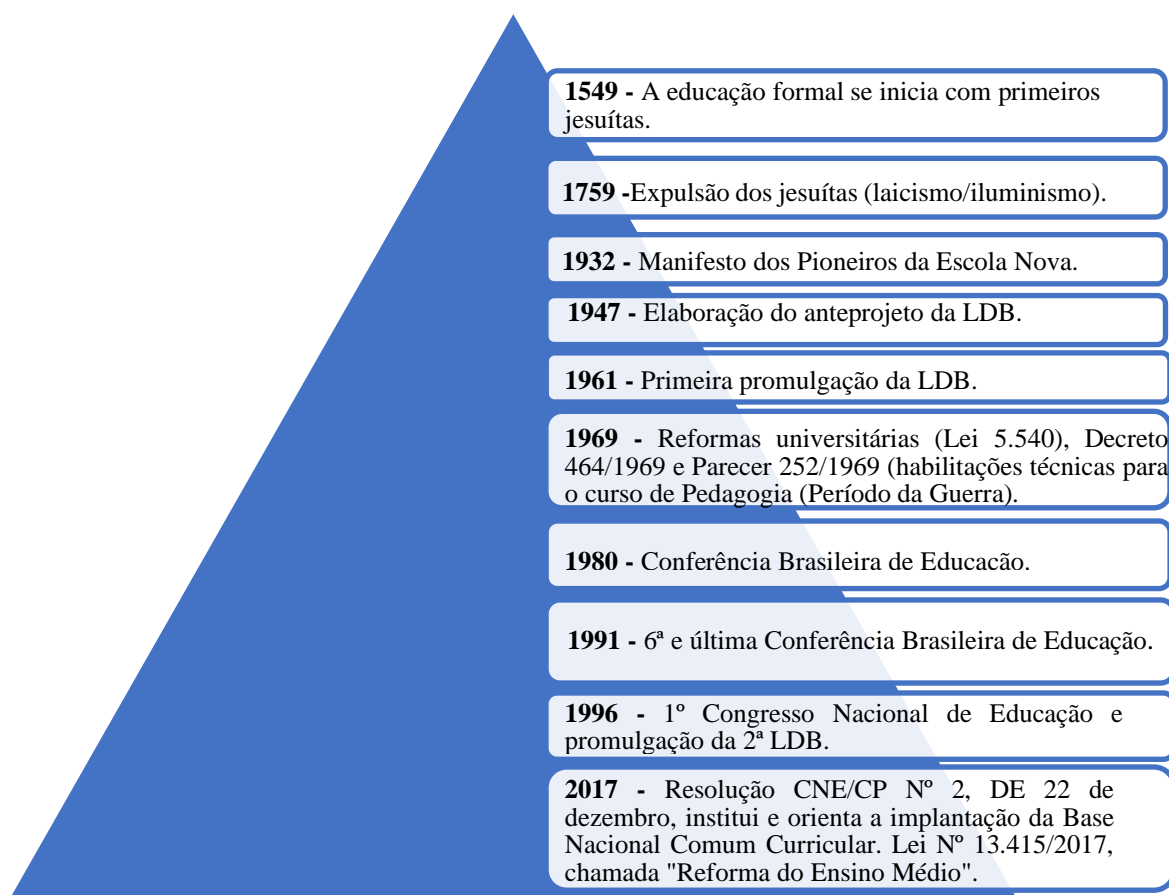 1549 - A educação formal se inicia com primeiros
jesuítas.
1759 -Expulsão dos jesuítas (laicismo/iluminismo).
1932 - Manifesto dos Pioneiros da Escola Nova.
1947 - Elaboração do anteprojeto da LDB.
1961 - Primeira promulgação da LDB.
1969 - Reformas universitárias (Lei 5.540), Decreto
464/1969 e Parecer 252/1969 (habilitações técnicas para
o curso de Pedagogia (Período da Guerra).
1980 - Conferência Brasileira de Educacão.
1991 - 6ª e última Conferência Brasileira de Educação.
1996 - 1º Congresso Nacional de Educação e
promulgação da 2ª LDB.
2017 - Resolução CNE/CP Nº 2, DE 22 de
dezembro, institui e orienta a implantação da Base
Nacional Comum Curricular. Lei Nº 13.415/2017,
chamada "Reforma do Ensino Médio".